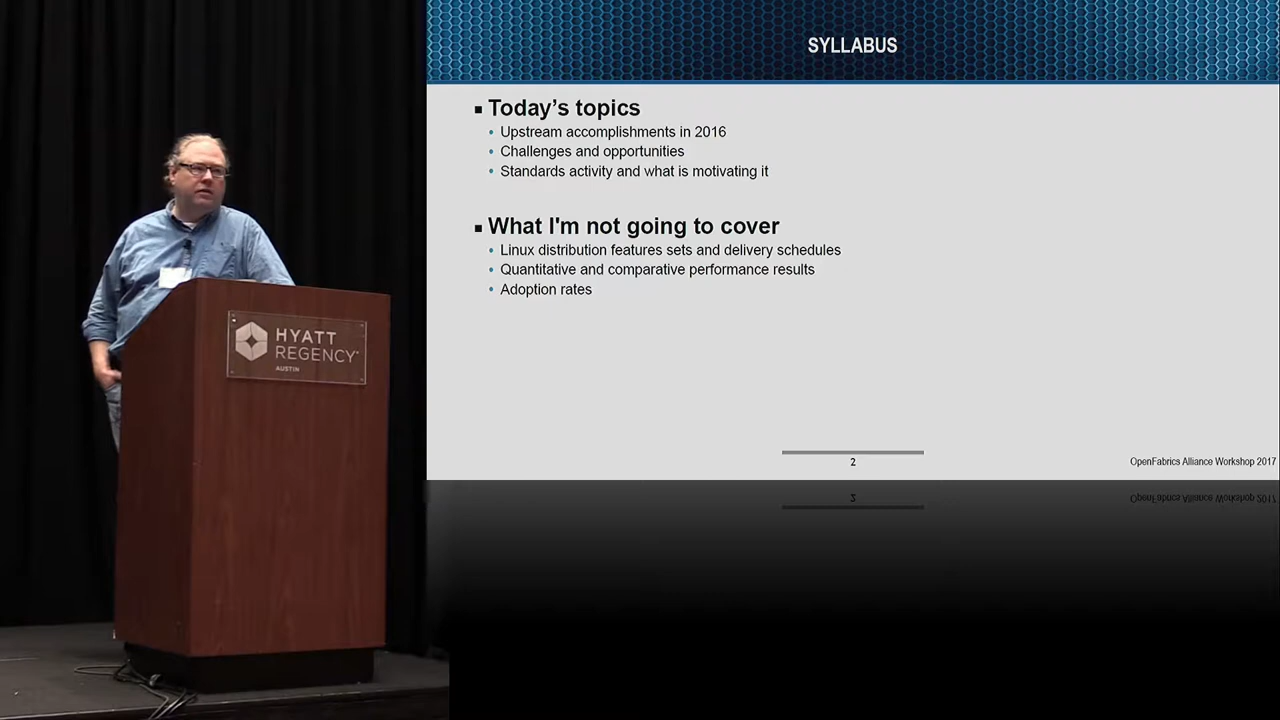 SYLLABUS
Today's topics
Upstream accomplishments in 2016
Challenges and opportunities
Standards activity and what is motivating it
What I'm not going to cover
Linux distribution features sets and delivery schedules
Quantitative and comparative performance results
Adoption rates
2
OpenFabrics Alliance Workshop 2017
HYATT
REGENCY
AUSTIN